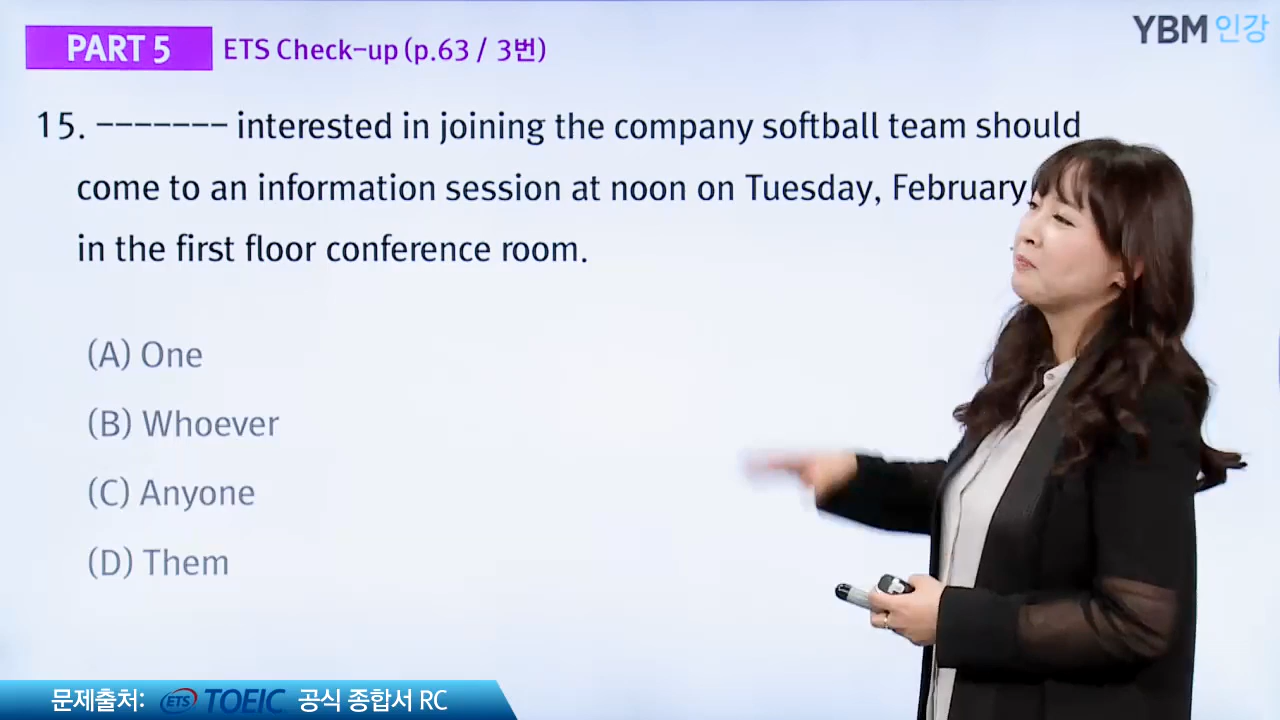 PART 5 ETS Check-up (p.63 / 3번)
YBM 인강
15. ------- interested in joining the company softball team should
come to an information session at noon on Tuesday, February
in the first floor conference room.
(A) One
(B) Whoever
(C) Anyone
(D) Them
문제출처: ETS TOEIC 공식 종합서 RC